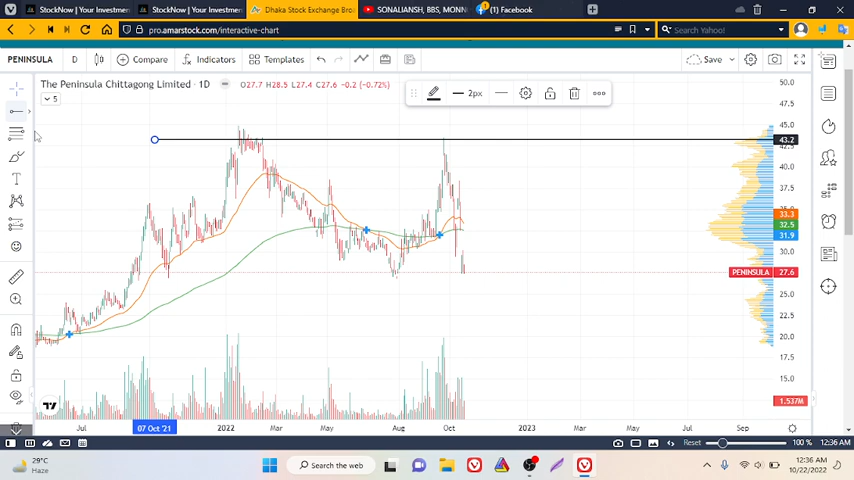 StockNow | Your Investmen
StockNow | Your Investmen
Dhaka Stock Exchange Bro
SONALIANSH, BBS, MONN
(1) Facebook
pro.amarstock.com/interactive-chart
Search Yahoo!
PENINSULA
D
Compare
Indicators
Templates
Save
The Peninsula Chittagong Limited · 1D
O27.7 H28.5 L27.4 C27.6 -0.2 (-0.72%)
2px
5
50.0
47.5
45.0
43.2
42.5
40.0
37.5
35.0
33.3
32.5
31.9
PENINSULA 27.6
25.0
22.5
20.0
17.5
15.0
1.537M
Jul
07 Oct '21
2022
Mar
May
Aug
Oct
2023
Mar
May
Jul
Sep
Reset
100 %
12:36 AM
29°C
Haze
Search the web
12:36 AM
10/22/2022